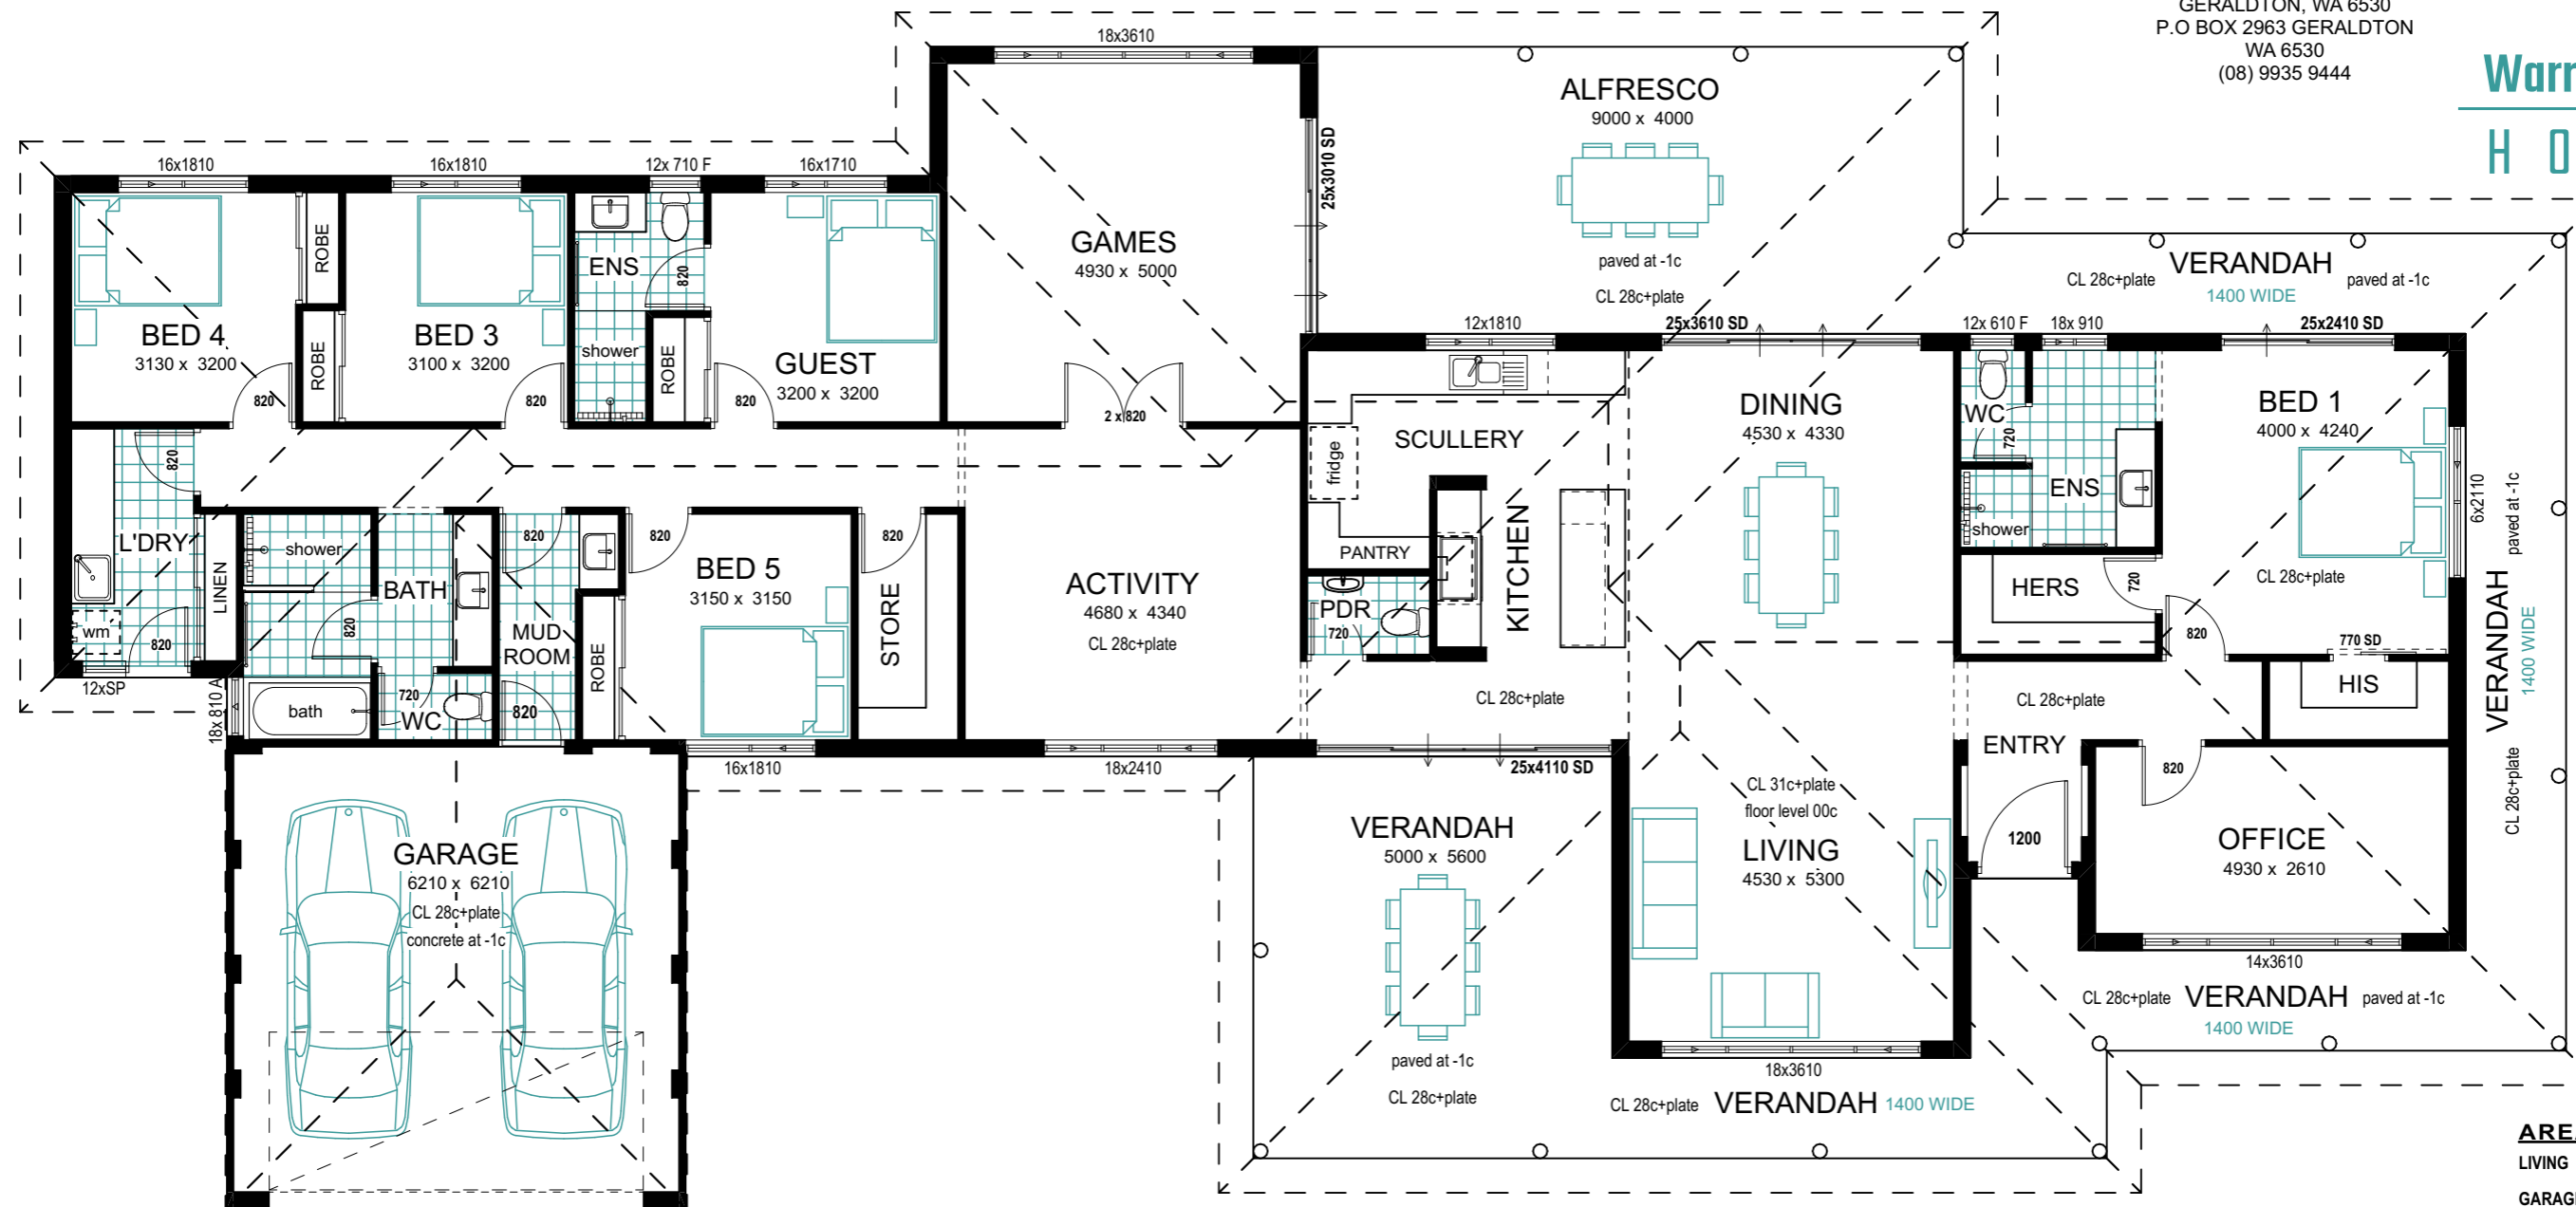 GERALDTON, WA 6530
P.O BOX 2963 GERALDTON
WA 6530
(08) 9935 9444
Warr
H O
18x3610
ALFRESCO
9000 x 4000
paved at -1c
CL 28c+plate
25x3010 SD
GAMES
4930 x 5000
2 x 820
16x1810
16x1810
12x 710 F
16x1710
BED 4
3130 x 3200
820
ROBE
ROBE
BED 3
3100 x 3200
820
ENS
820
shower
ROBE
GUEST
3200 x 3200
820
VERANDAH
CL 28c+plate
paved at -1c
1400 WIDE
12x1810
25x3610 SD
12x 610 F
18x 910
25x2410 SD
SCULLERY
fridge
PANTRY
KITCHEN
PDR
720
DINING
4530 x 4330
WC
720
ENS
shower
HERS
720
BED 1
4000 x 4240
CL 28c+plate
820
770 SD
HIS
6x2110
paved at -1c
VERANDAH
1400 WIDE
CL 28c+plate
L'DRY
820
LINEN
wm
820
12xSP
18x 810 A
shower
BATH
820
bath
720
WC
820
MUD
ROOM
820
ROBE
820
BED 5
3150 x 3150
820
STORE
ACTIVITY
4680 x 4340
CL 28c+plate
CL 28c+plate
CL 28c+plate
ENTRY
1200
820
OFFICE
4930 x 2610
14x3610
16x1810
18x2410
25x4110 SD
GARAGE
6210 x 6210
CL 28c+plate
concrete at -1c
VERANDAH
5000 x 5600
paved at -1c
CL 28c+plate
CL 31c+plate
floor level 00c
LIVING
4530 x 5300
18x3610
CL 28c+plate VERANDAH 1400 WIDE
CL 28c+plate VERANDAH paved at -1c
1400 WIDE
ARE
LIVING
GARAG